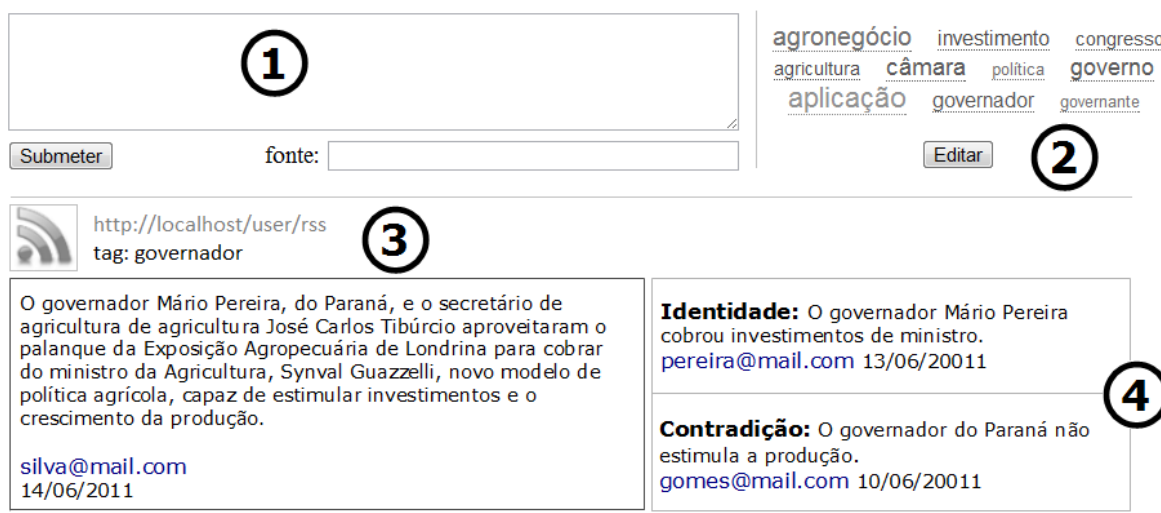 1
Submeter
fonte:
agronegócio investimento congresso
agricultura câmara política governo
aplicação governador governante
Editar
2
http://localhost/user/rss
tag: governador
3
O governador Mário Pereira, do Paraná, e o secretário de
agricultura de agricultura José Carlos Tibúrcio aproveitaram o
palanque da Exposição Agropecuária de Londrina para cobrar
do ministro da Agricultura, Synval Guazzelli, novo modelo de
política agrícola, capaz de estimular investimentos e o
crescimento da produção.
silva@mail.com
14/06/2011
Identidade: O governador Mário Pereira
cobrou investimentos de ministro.
pereira@mail.com 13/06/20011
4
Contradição: O governador do Paraná não
estimula a produção.
gomes@mail.com 10/06/20011